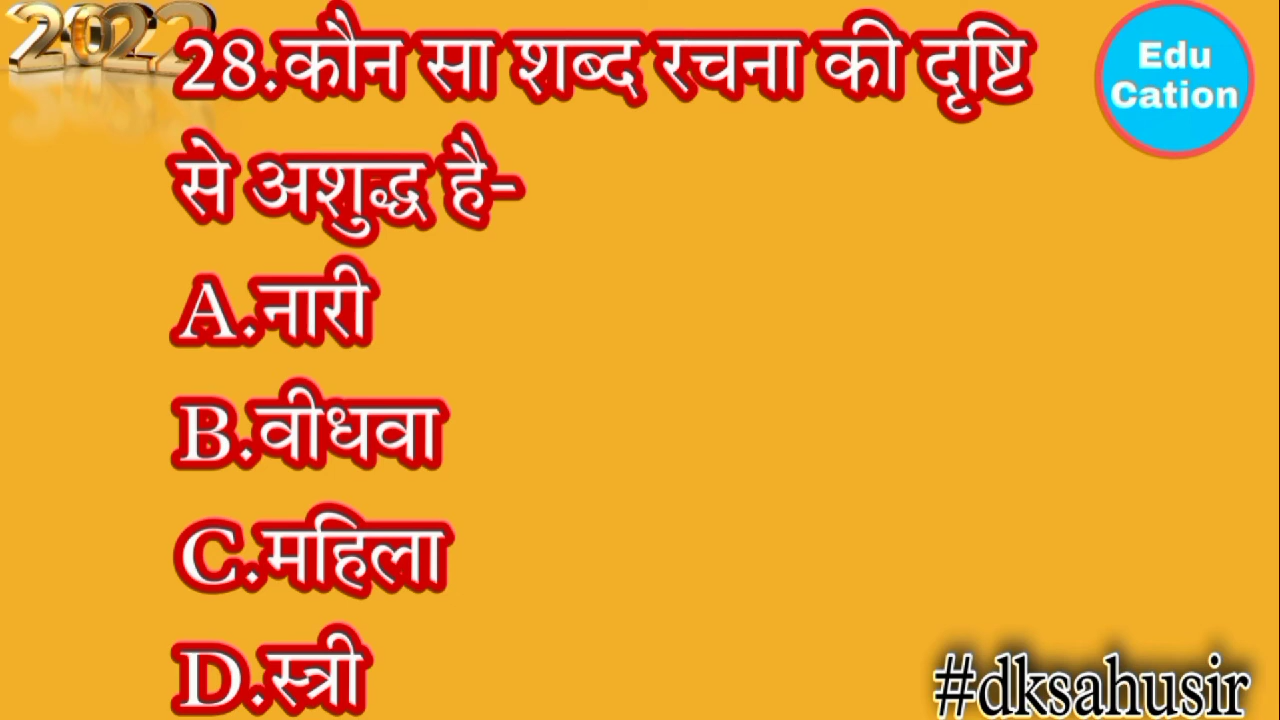 2022
28.कौन सा शब्द रचना की दृष्टि
से अशुद्ध है-
A.नारी
B.वीधवा
C.महिला
D.स्त्री
Edu
Cation
#dksahusir